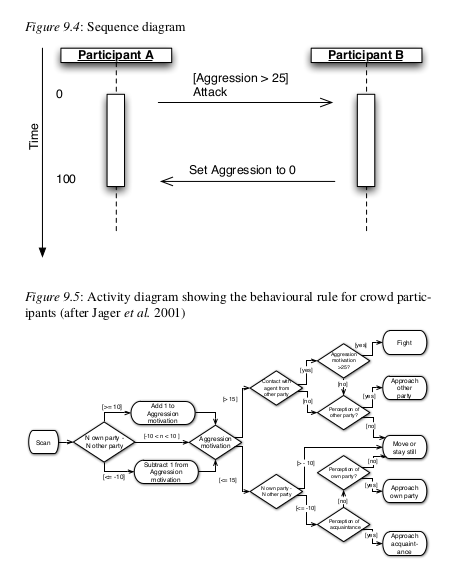 Figure 9.4: Sequence diagram
Participant A
Participant B
[Aggression > 25]
Attack
0
Time
Set Aggression to 0
100
Figure 9.5: Activity diagram showing the behavioural rule for crowd partic-
ipants (after Jager et al. 2001)
Scan
N own party -
N other party
[>= 10]
[-10 < n < 10 ]
[<= -10]
Add 1 to
Aggression
motivation
Subtract 1 from
Aggression
motivation
Aggression
motivation
[> 15]
[<= 15]
Contact with
agent from
other party
[yes]
[no]
Aggression
motivation
>25?
[yes]
[no]
Fight
Perception of
other party?
[yes]
[no]
Approach
other
party
Move or
stay still
N own party -
N other party
[> - 10]
[<= -10]
Perception of
own party?
[no]
[yes]
Approach
own party
Perception of
acquaintance
[no]
[yes]
Approach
acquaint-
ance